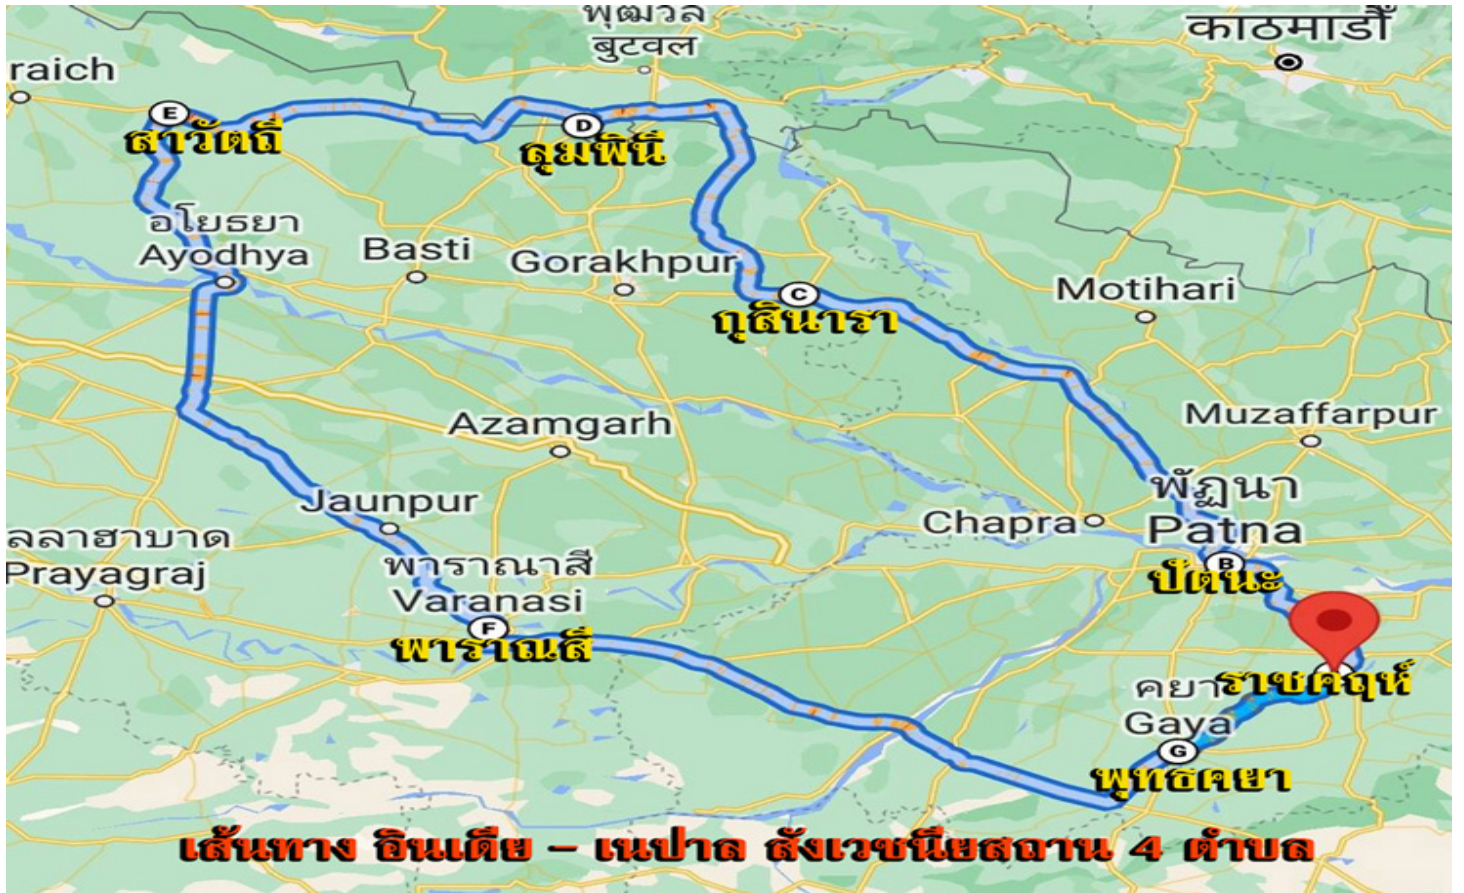 พุฒวัล
बुटवल
काठमाडौँ
raich
E
สาวัตถี
D
ลุมพินี
อโยธยา
Ayodhya
Basti
Gorakhpur
C
กุสินารา
Motihari
Azamgarh
Muzaffarpur
Jaunpur
พัฏนา
Patna
Chapra
B
ปัตนะ
ลลาฮาบาด
Prayagraj
พาราณาสี
Varanasi
F
พาราณสี
คยา
ราชคฤห์
Gaya
G
พุทธคยา
เส้นทาง อินเดีย - เนปาล สังเวชนียสถาน 4 ตำบล